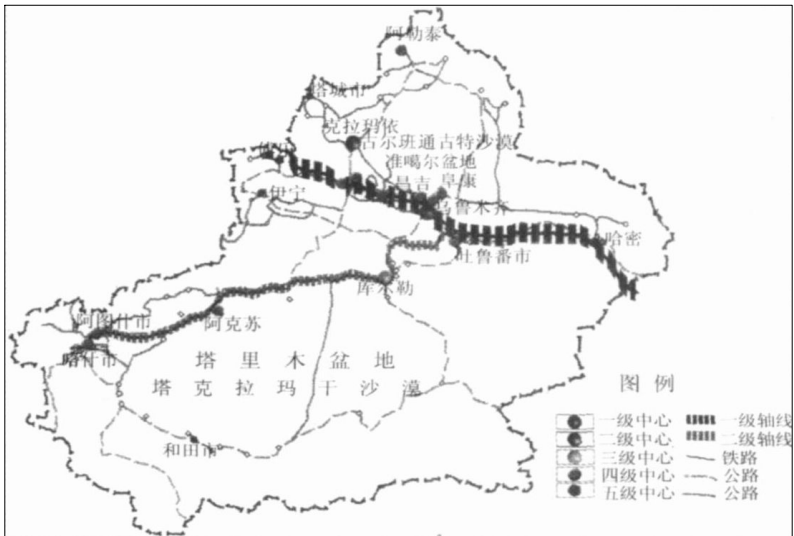 阿勒泰
塔城市
克拉玛依
古尔班通古特沙漠
准噶尔盆地
昌吉
阜康
伊宁
乌鲁木齐
哈密
吐鲁番市
库尔勒
阿图什市
阿克苏
喀什市
塔里木盆地
塔克拉玛干沙漠
和田市
图例
一级中心 一级轴线
二级中心 二级轴线
三级中心 铁路
四级中心 公路
五级中心 公路